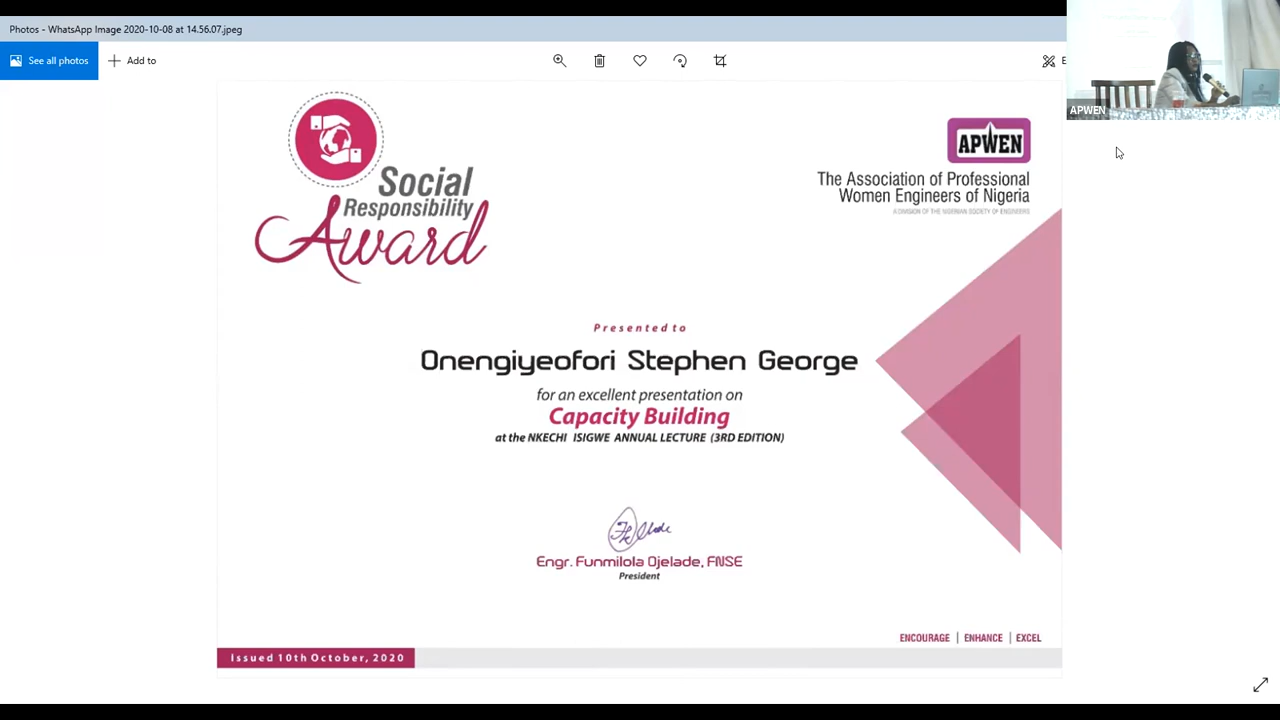 Photos - WhatsApp Image 2020-10-08 at 14.56.07.jpeg
See all photos
Add to
APWEN
Social
Responsibility
Award
APWEN
The Association of Professional
Women Engineers of Nigeria
A DIVISION OF THE NIGERIAN SOCIETY OF ENGINEERS
Presented to
Onengiyeofori Stephen George
for an excellent presentation on
Capacity Building
at the NKECHI ISIGWE ANNUAL LECTURE (3RD EDITION)
Engr. Funmilola Ojelade, FNSE
President
ENCOURAGE | ENHANCE | EXCEL
Issued 10th October, 2020